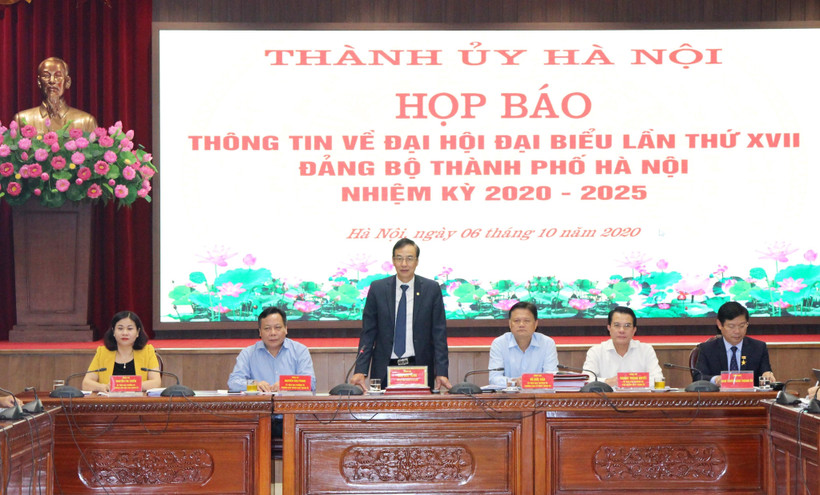 THÀNH ỦY HÀ NỘI
HỌP BÁO
THÔNG TIN VỀ ĐẠI HỘI ĐẠI BIỂU LẦN THỨ XVII
ĐẢNG BỘ THÀNH PHỐ HÀ NỘI
NHIỆM KỲ 2020 - 2025
Hà Nội, ngày 06 tháng 10 năm 2020